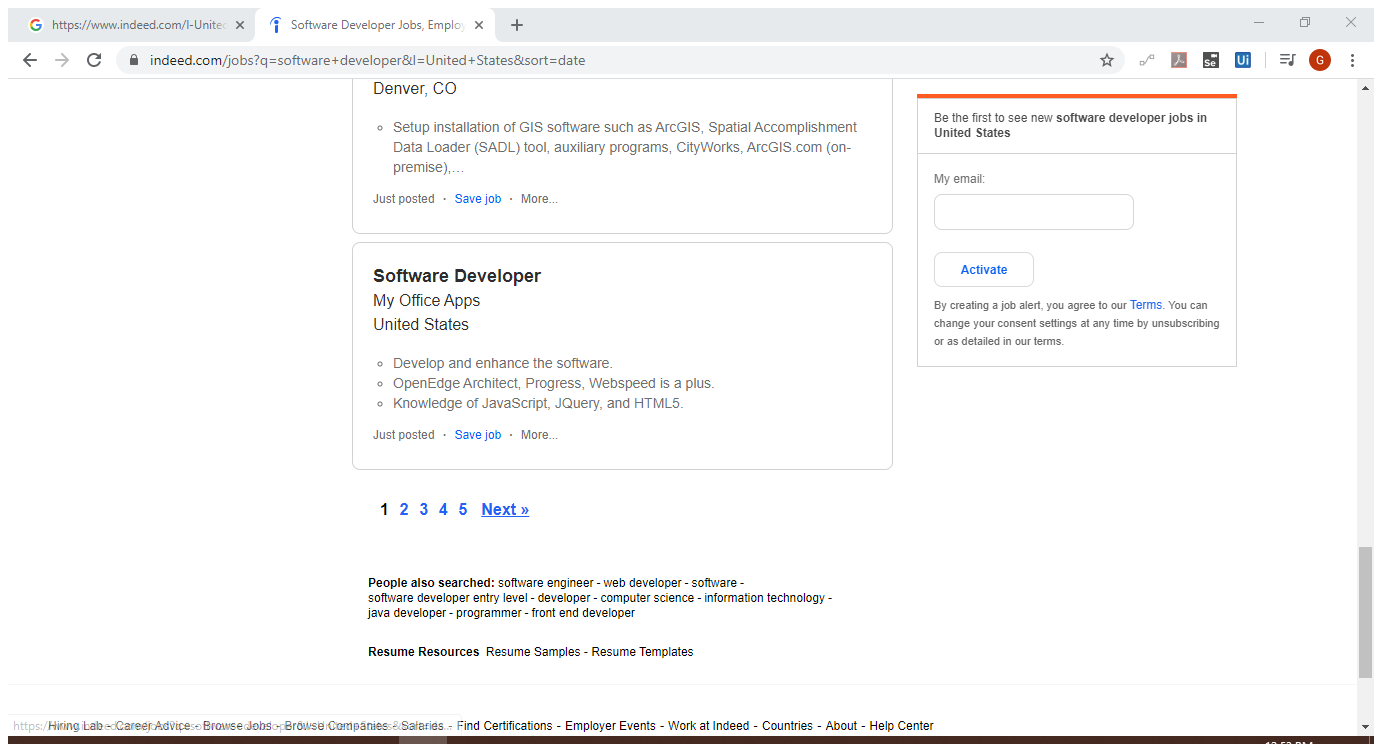 https://www.indeed.com/l-United
Software Developer Jobs, Employ
indeed.com/jobs?q=software+developer&l=United+States&sort=date
Se
Ui
G
Denver, CO
Setup installation of GIS software such as ArcGIS, Spatial Accomplishment
Data Loader (SADL) tool, auxiliary programs, CityWorks, ArcGIS.com (on-
premise),…
Just posted · Save job · More...
Software Developer
My Office Apps
United States
Develop and enhance the software.
OpenEdge Architect, Progress, Webspeed is a plus.
Knowledge of JavaScript, JQuery, and HTML5.
Just posted · Save job · More...
1 2 3 4 5 Next »
Be the first to see new software developer jobs in
United States
My email:
Activate
By creating a job alert, you agree to our Terms. You can
change your consent settings at any time by unsubscribing
or as detailed in our terms.
People also searched: software engineer - web developer - software -
software developer entry level - developer - computer science - information technology -
java developer - programmer - front end developer
Resume Resources Resume Samples - Resume Templates
Hiring Lab - Career Advice - Browse Jobs - Browse Companies - Salaries - Find Certifications - Employer Events - Work at Indeed - Countries - About - Help Center